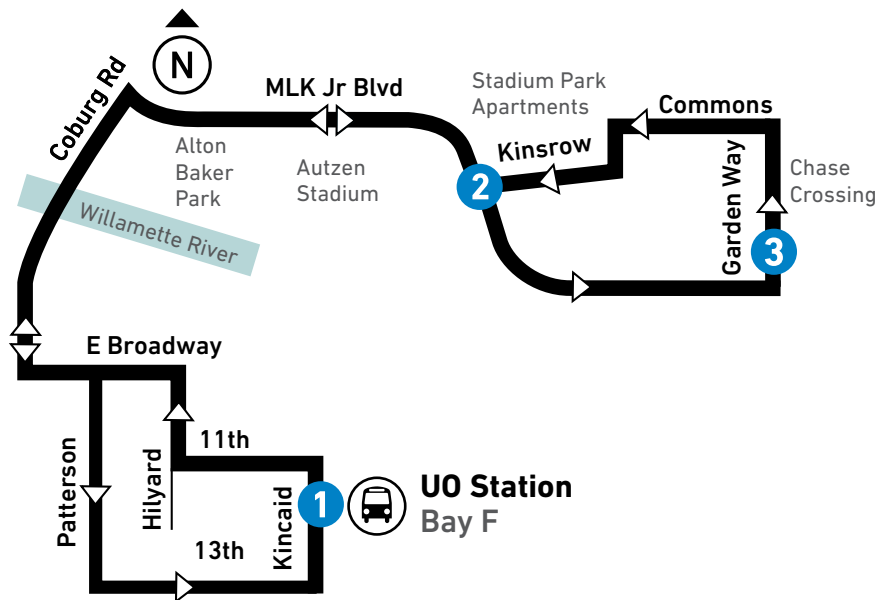 N
Coburg Rd
MLK Jr Blvd
Stadium Park
Apartments
Commons
Kinsrow
Alton
Baker
Park
Autzen
Stadium
2
Garden Way
Chase
Crossing
Willamette River
3
E Broadway
11th
Patterson
Hilyard
Kincaid
1
UO Station
Bay F
13th